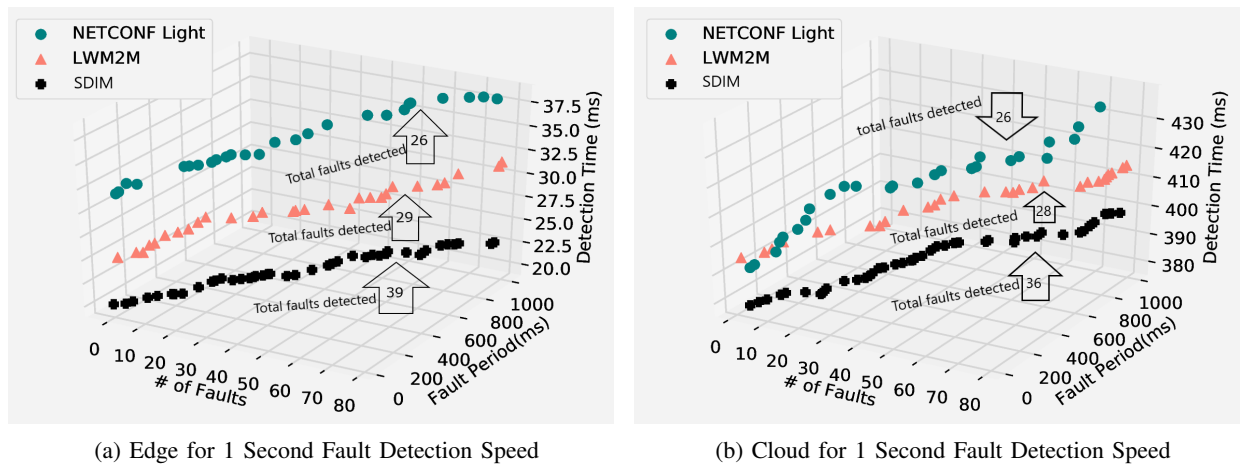 NETCONF Light
LWM2M
SDIM
Total faults detected
26
Total faults detected
29
Total faults detected
39
37.5
35.0
32.5
30.0
27.5
25.0
22.5
20.0
Detection Time (ms)
0
10
20
30
40
50
60
70
80
# of Faults
0
200
400
600
800
1000
Fault Period(ms)
(a) Edge for 1 Second Fault Detection Speed
NETCONF Light
LWM2M
SDIM
total faults detected
26
Total faults detected
28
Total faults detected
36
430
420
410
400
390
380
Detection Time (ms)
0
10
20
30
40
50
60
70
80
# of Faults
0
200
400
600
800
1000
Fault Period(ms)
(b) Cloud for 1 Second Fault Detection Speed